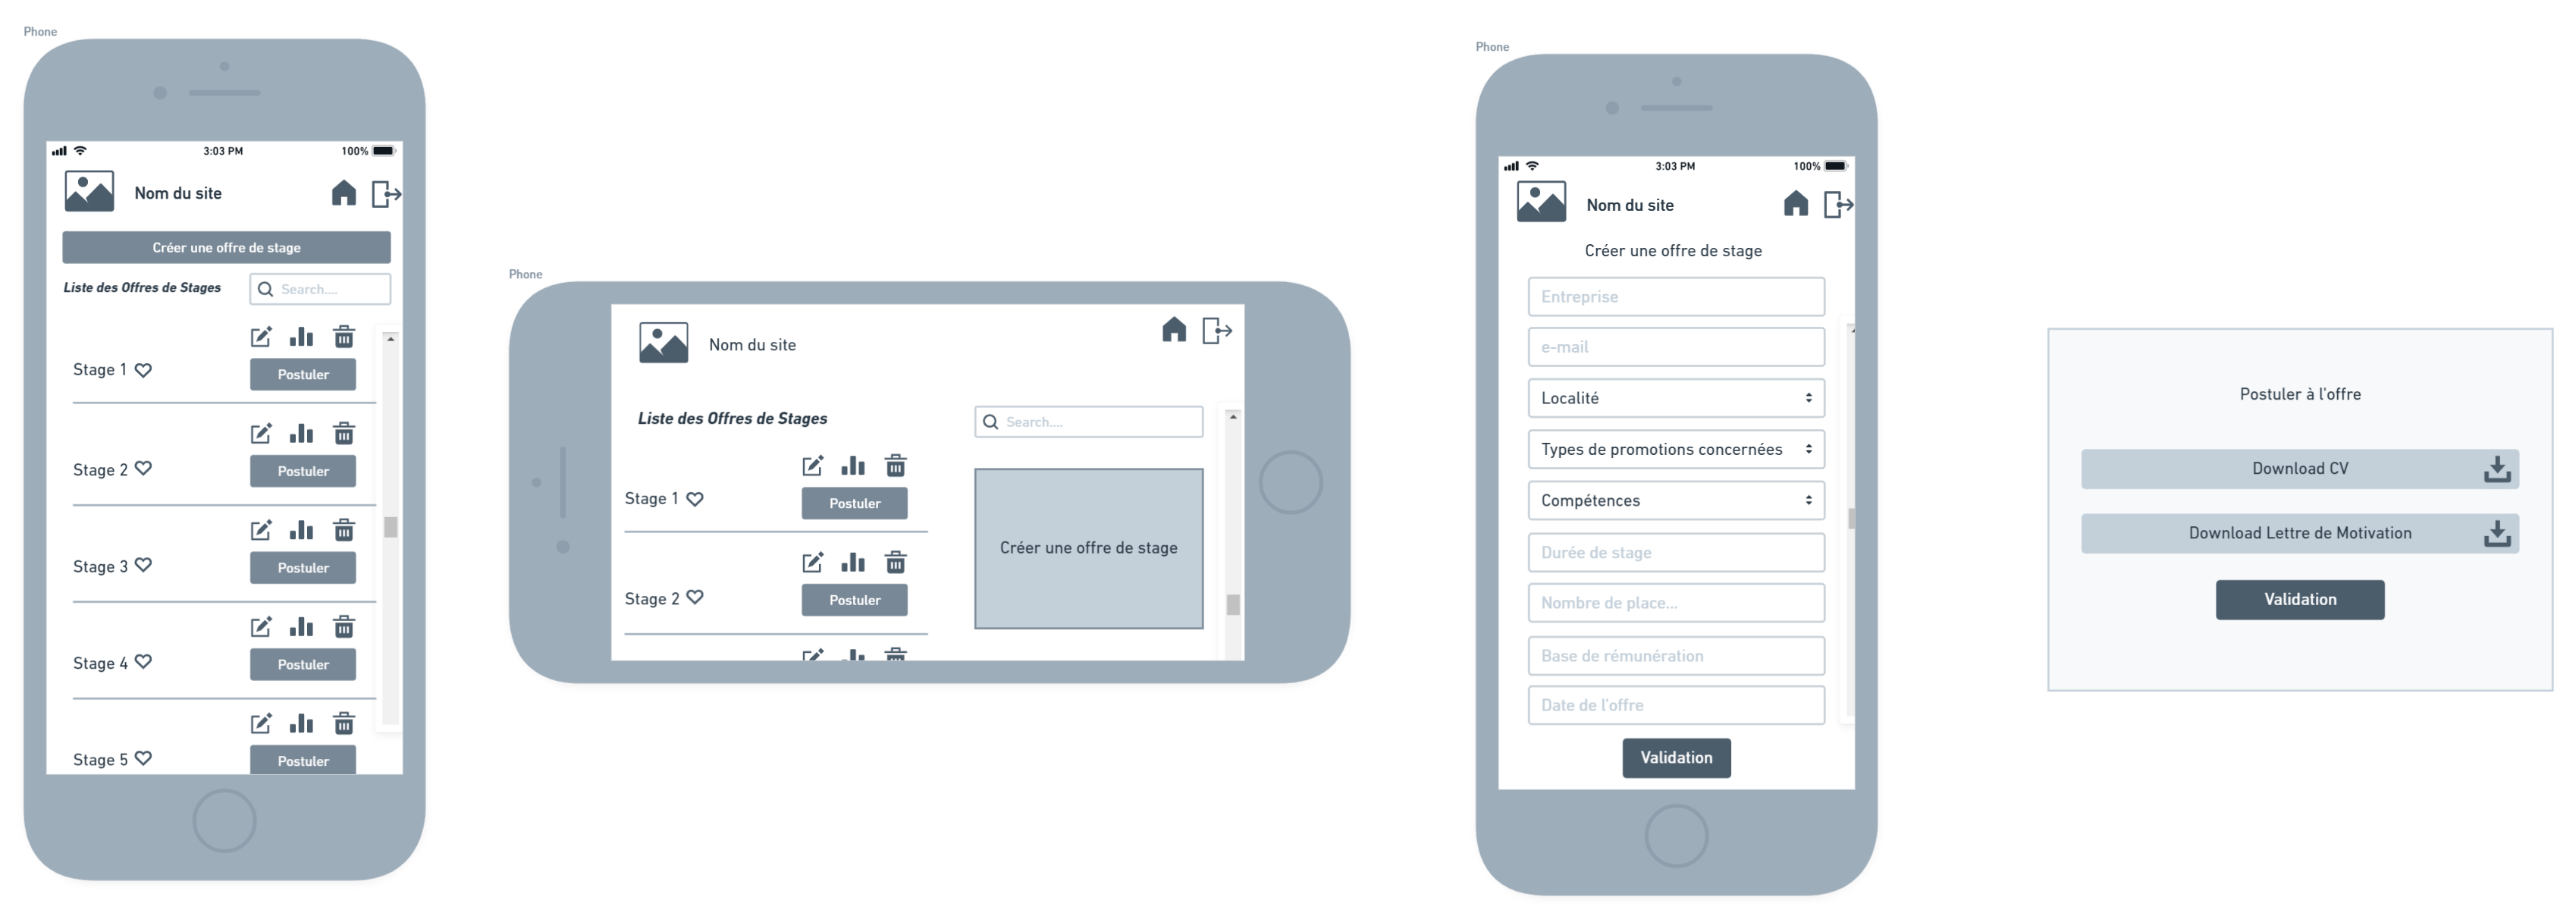 Phone
3:03 PM
100%
Nom du site
Créer une offre de stage
Liste des Offres de Stages
Search....
Stage 1
Postuler
Stage 2
Postuler
Stage 3
Postuler
Stage 4
Postuler
Stage 5
Postuler
Phone
Nom du site
Liste des Offres de Stages
Search....
Stage 1
Postuler
Créer une offre de stage
Stage 2
Postuler
Phone
3:03 PM
100%
Nom du site
Créer une offre de stage
Entreprise
e-mail
Localité
Types de promotions concernées
Compétences
Durée de stage
Nombre de place...
Base de rémunération
Date de l'offre
Validation
Postuler à l'offre
Download CV
Download Lettre de Motivation
Validation